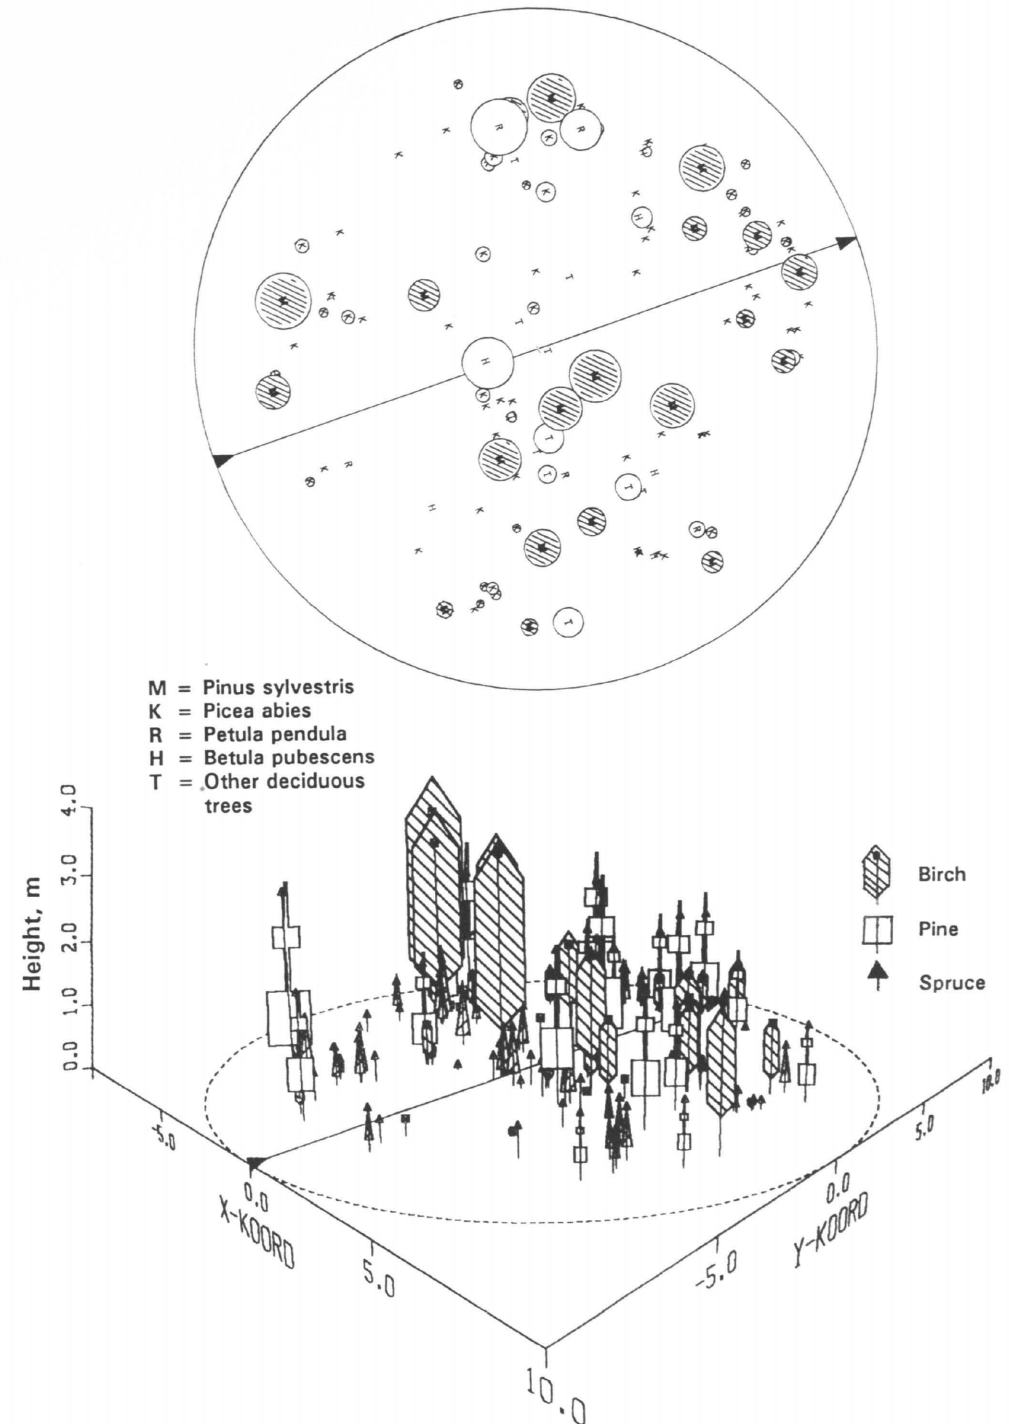 M = Pinus sylvestris
K = Picea abies
R = Petula pendula
H = Betula pubescens
T = Other deciduous
trees
Height, m
4.0
3.0
2.0
1.0
0.0
Birch
Pine
Spruce
-5.0
0.0
X-KOORD
5.0
10.0
-5.0
0.0
Y-KOORD
5.0
10.0